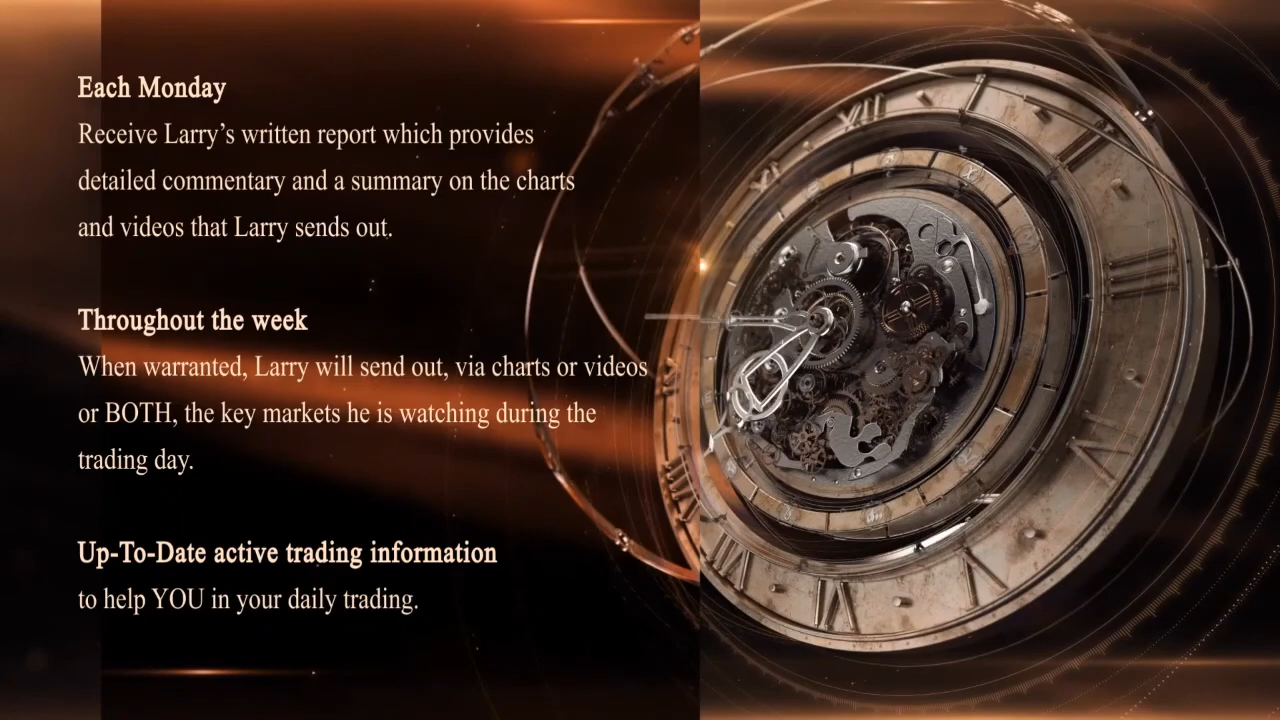 Each Monday
Receive Larry’s written report which provides
detailed commentary and a summary on the charts
and videos that Larry sends out.
Throughout the week
When warranted, Larry will send out, via charts or videos
or BOTH, the key markets he is watching during the
trading day.
Up-To-Date active trading information
to help YOU in your daily trading.